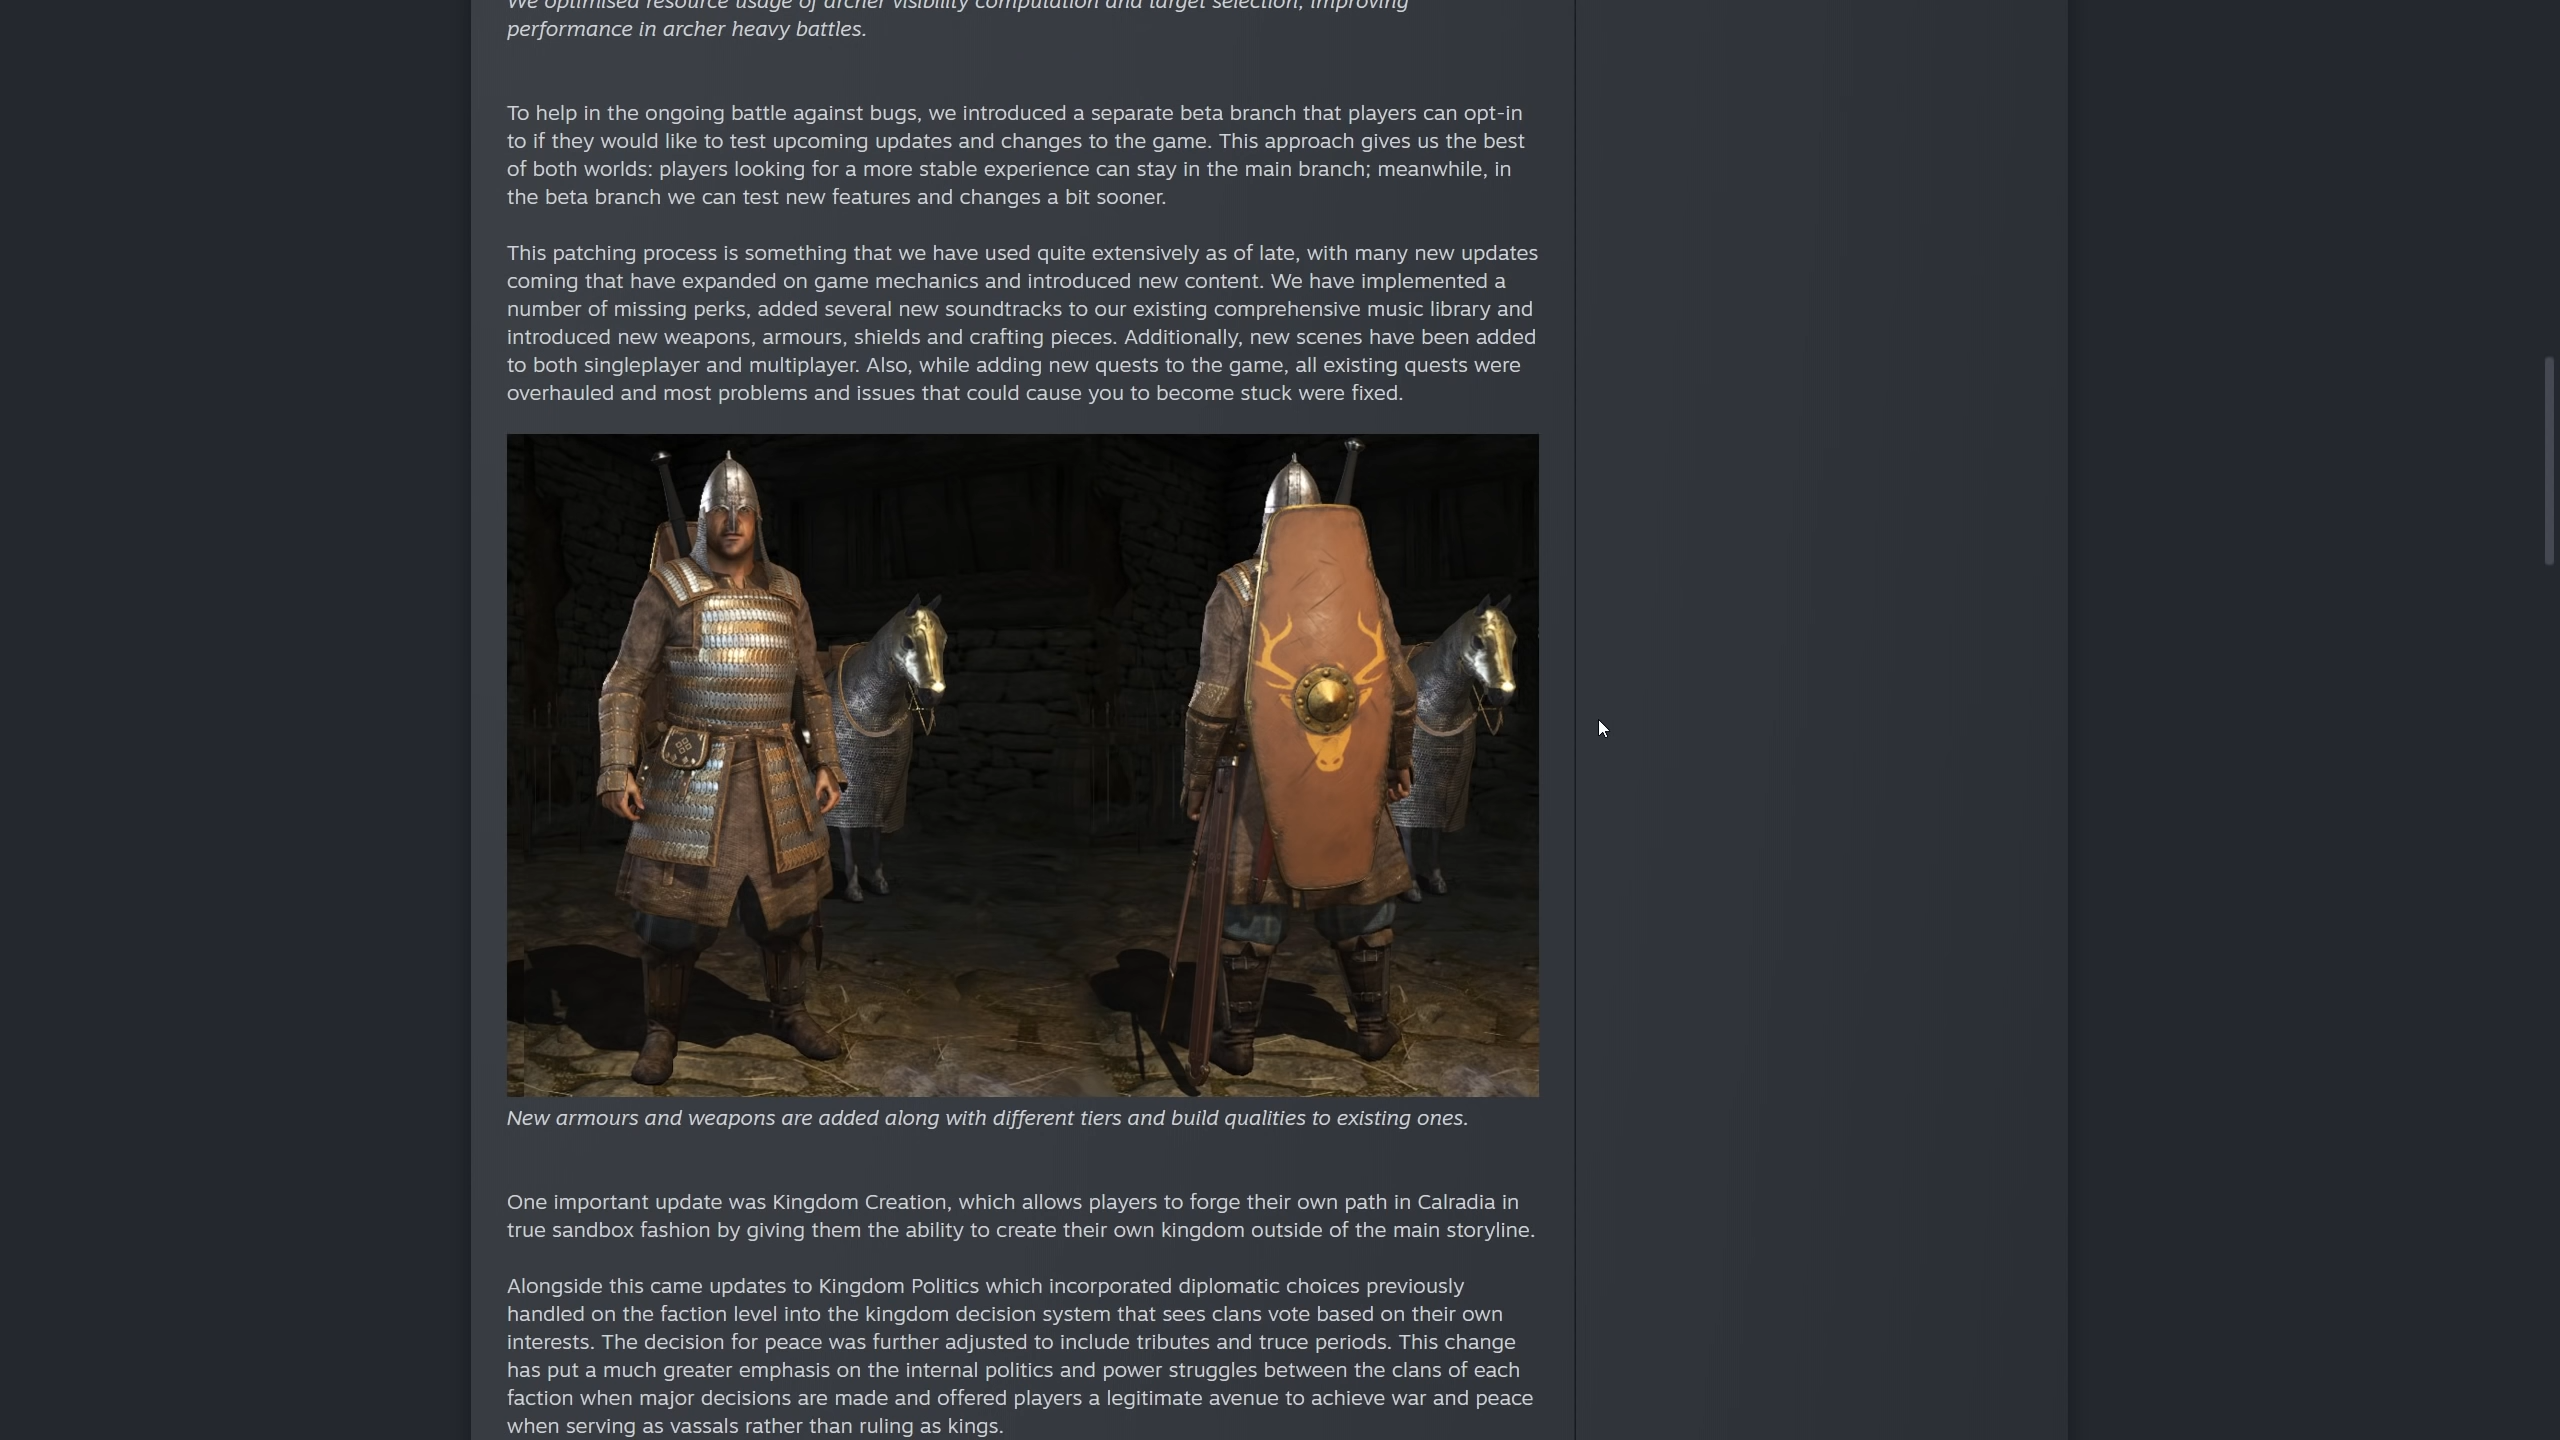 We optimised resource usage of archer visibility computation and target selection, improving
performance in archer heavy battles.
To help in the ongoing battle against bugs, we introduced a separate beta branch that players can opt-in
to if they would like to test upcoming updates and changes to the game. This approach gives us the best
of both worlds: players looking for a more stable experience can stay in the main branch; meanwhile, in
the beta branch we can test new features and changes a bit sooner.
This patching process is something that we have used quite extensively as of late, with many new updates
coming that have expanded on game mechanics and introduced new content. We have implemented a
number of missing perks, added several new soundtracks to our existing comprehensive music library and
introduced new weapons, armours, shields and crafting pieces. Additionally, new scenes have been added
to both singleplayer and multiplayer. Also, while adding new quests to the game, all existing quests were
overhauled and most problems and issues that could cause you to become stuck were fixed.
New armours and weapons are added along with different tiers and build qualities to existing ones.
One important update was Kingdom Creation, which allows players to forge their own path in Calradia in
true sandbox fashion by giving them the ability to create their own kingdom outside of the main storyline.
Alongside this came updates to Kingdom Politics which incorporated diplomatic choices previously
handled on the faction level into the kingdom decision system that sees clans vote based on their own
interests. The decision for peace was further adjusted to include tributes and truce periods. This change
has put a much greater emphasis on the internal politics and power struggles between the clans of each
faction when major decisions are made and offered players a legitimate avenue to achieve war and peace
when serving as vassals rather than ruling as kings.